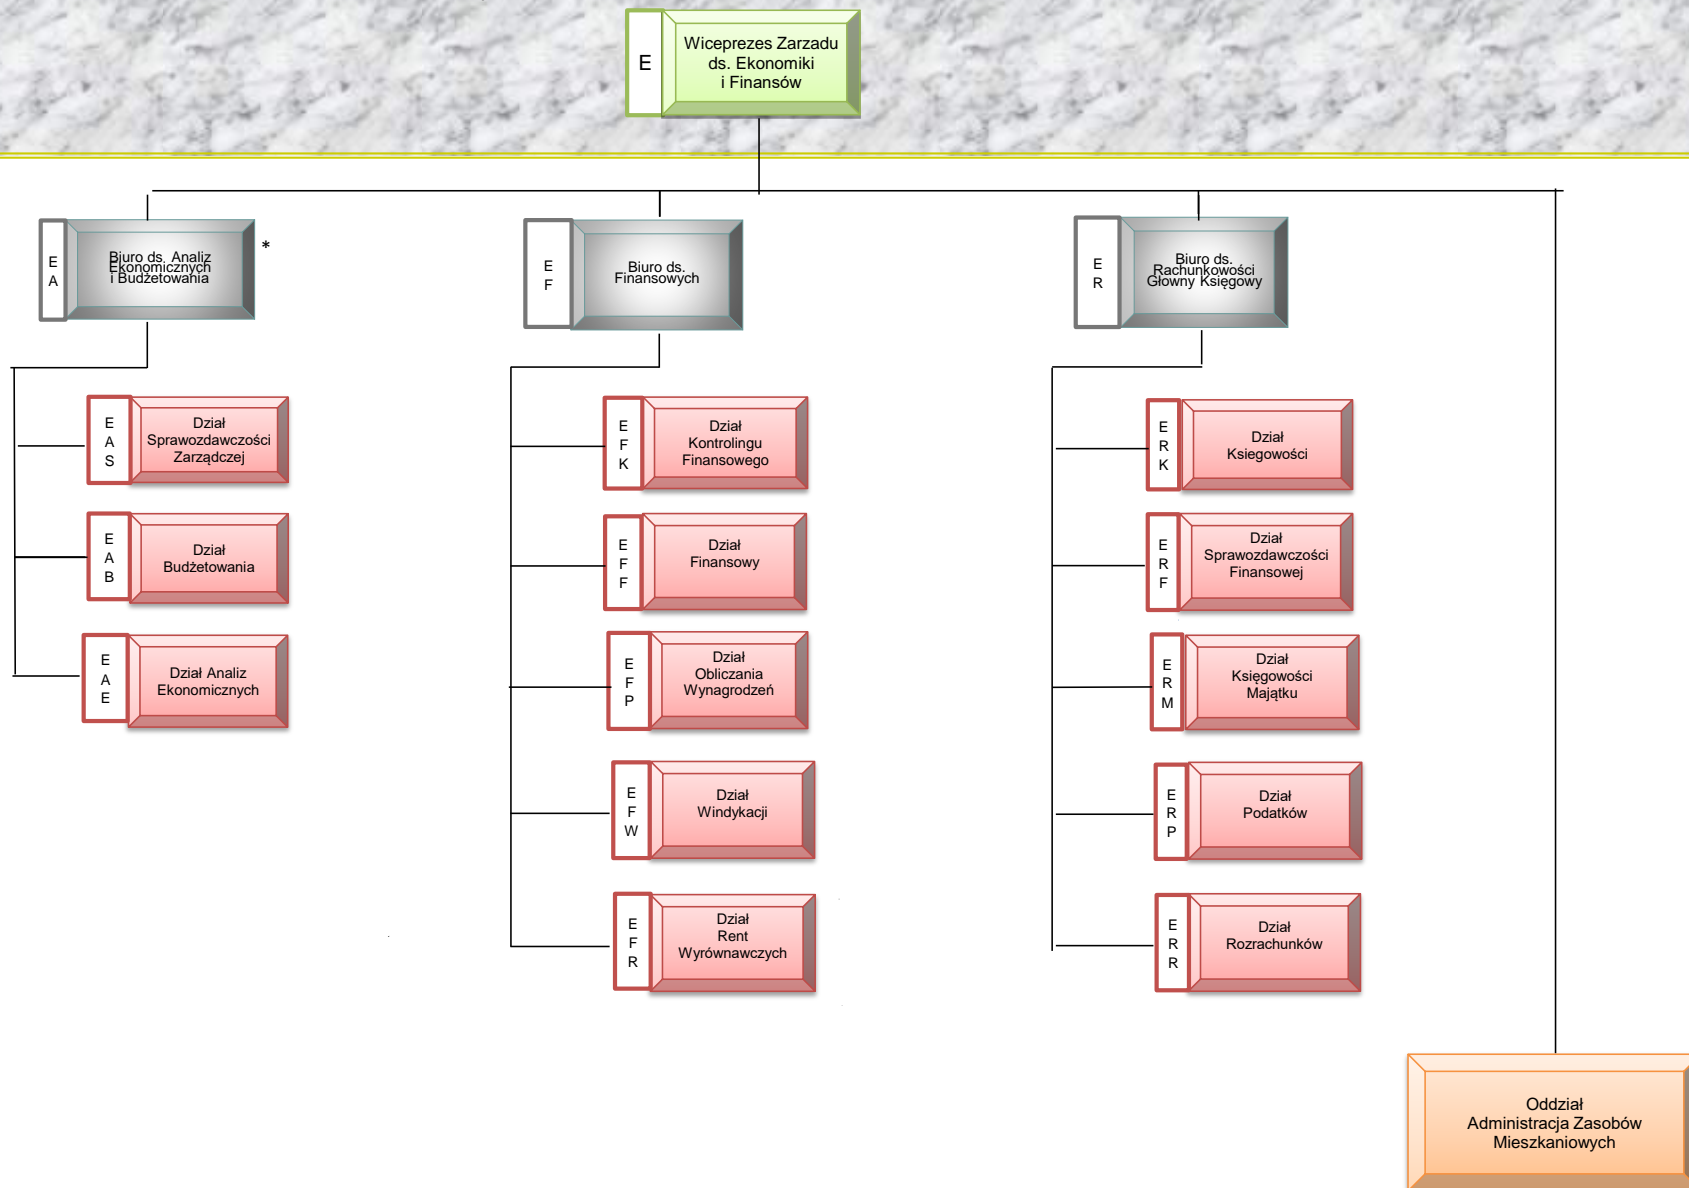 E
Wiceprezes Zarzadu
ds. Ekonomiki
i Finansów
E
A
Biuro ds. Analiz
Ekonomicznych
i Budżetowania
*
E
F
Biuro ds.
Finansowych
E
R
Biuro ds.
Rachunkowości
Głowny Księgowy
E
A
S
Dział
Sprawozdawczości
Zarządczej
E
A
B
Dział
Budżetowania
E
A
E
Dział Analiz
Ekonomicznych
E
F
K
Dział
Kontrolingu
Finansowego
E
F
F
Dział
Finansowy
E
F
P
Dział
Obliczania
Wynagrodzeń
E
F
W
Dział
Windykacji
E
F
R
Dział
Rent
Wyrównawczych
E
R
K
Dział
Ksiegowości
E
R
F
Dział
Sprawozdawczości
Finansowej
E
R
M
Dział
Księgowości
Majątku
E
R
P
Dział
Podatków
E
R
R
Dział
Rozrachunków
Oddział
Administracja Zasobów
Mieszkaniowych